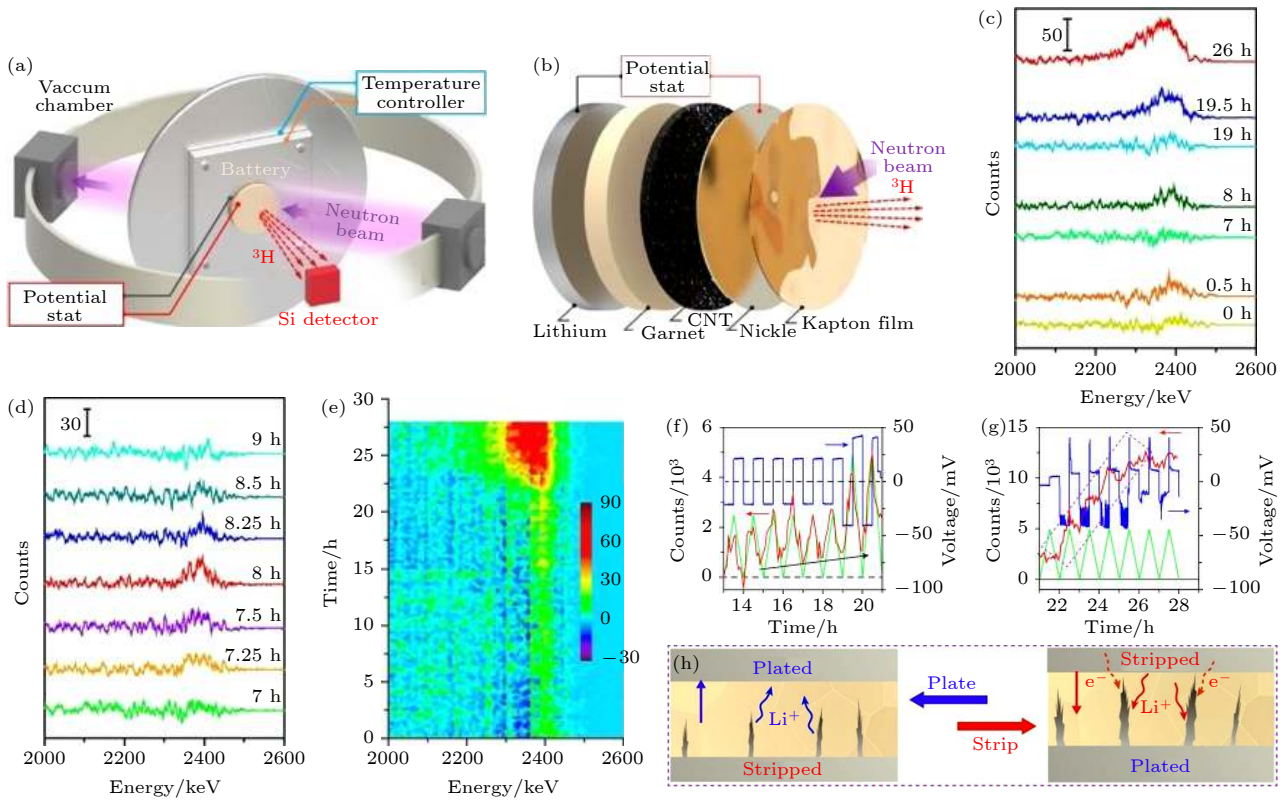 (a)
Vaccum
chamber
Temperature
controller
Battery
Neutron
beam
³H
Potential
stat
Si detector
(b)
Potential
stat
Neutron
beam
³H
Lithium
Garnet
CNT
Nickle
Kapton film
(c)
50
26 h
19.5 h
19 h
8 h
7 h
0.5 h
0 h
Counts
2000 2200 2400 2600
Energy/keV
(d)
30
9 h
8.5 h
8.25 h
8 h
7.5 h
7.25 h
7 h
Counts
2000 2200 2400 2600
Energy/keV
(e)
30
25
20
15
10
5
0
Time/h
90
60
30
0
−30
2000 2200 2400 2600
Energy/keV
(f)
6
4
2
0
Counts/10³
50
0
−50
−100
Voltage/mV
13 15 17 19 21
Time/h
(g)
15
10
5
0
Counts/10³
50
0
−50
−100
Voltage/mV
22 24 26 28
Time/h
(h)
Plated
Li⁺
Stripped
Plate
Strip
Stripped
e⁻ e⁻
Li⁺
Plated